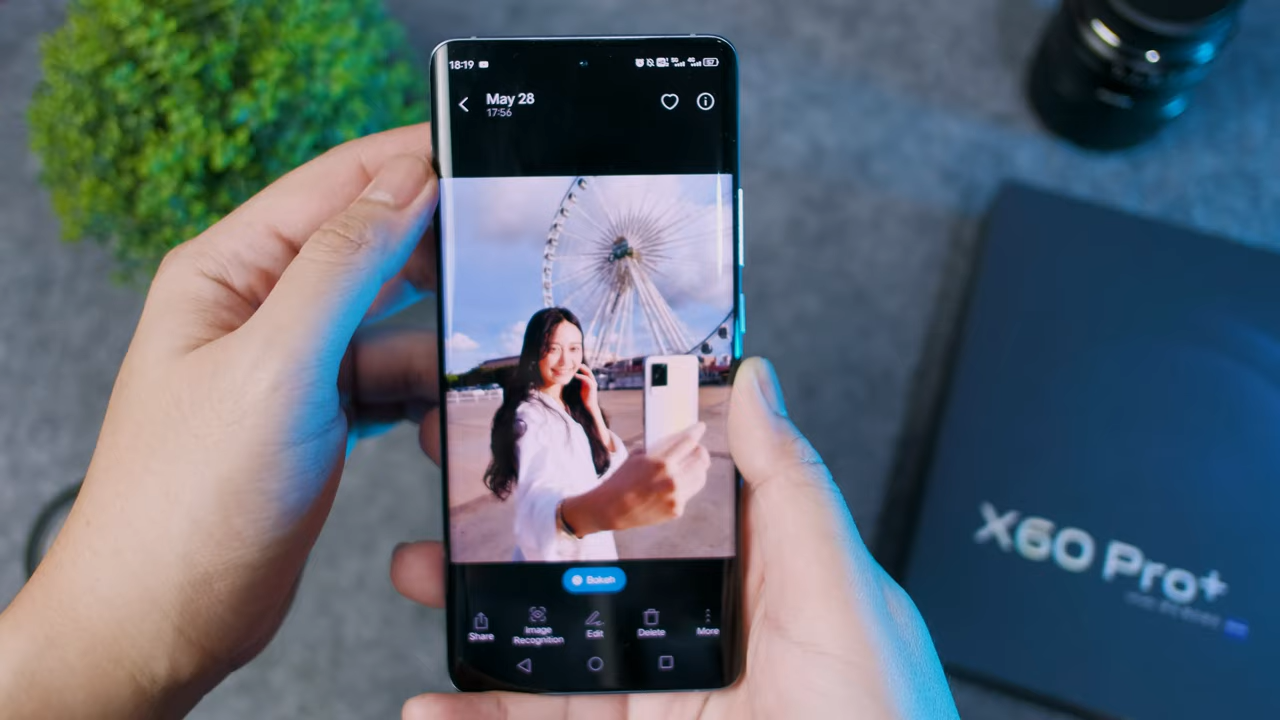 18:19
May 28
17:56
Bokeh
Share
Image
Recognition
Edit
Delete
More
X60 Pro+